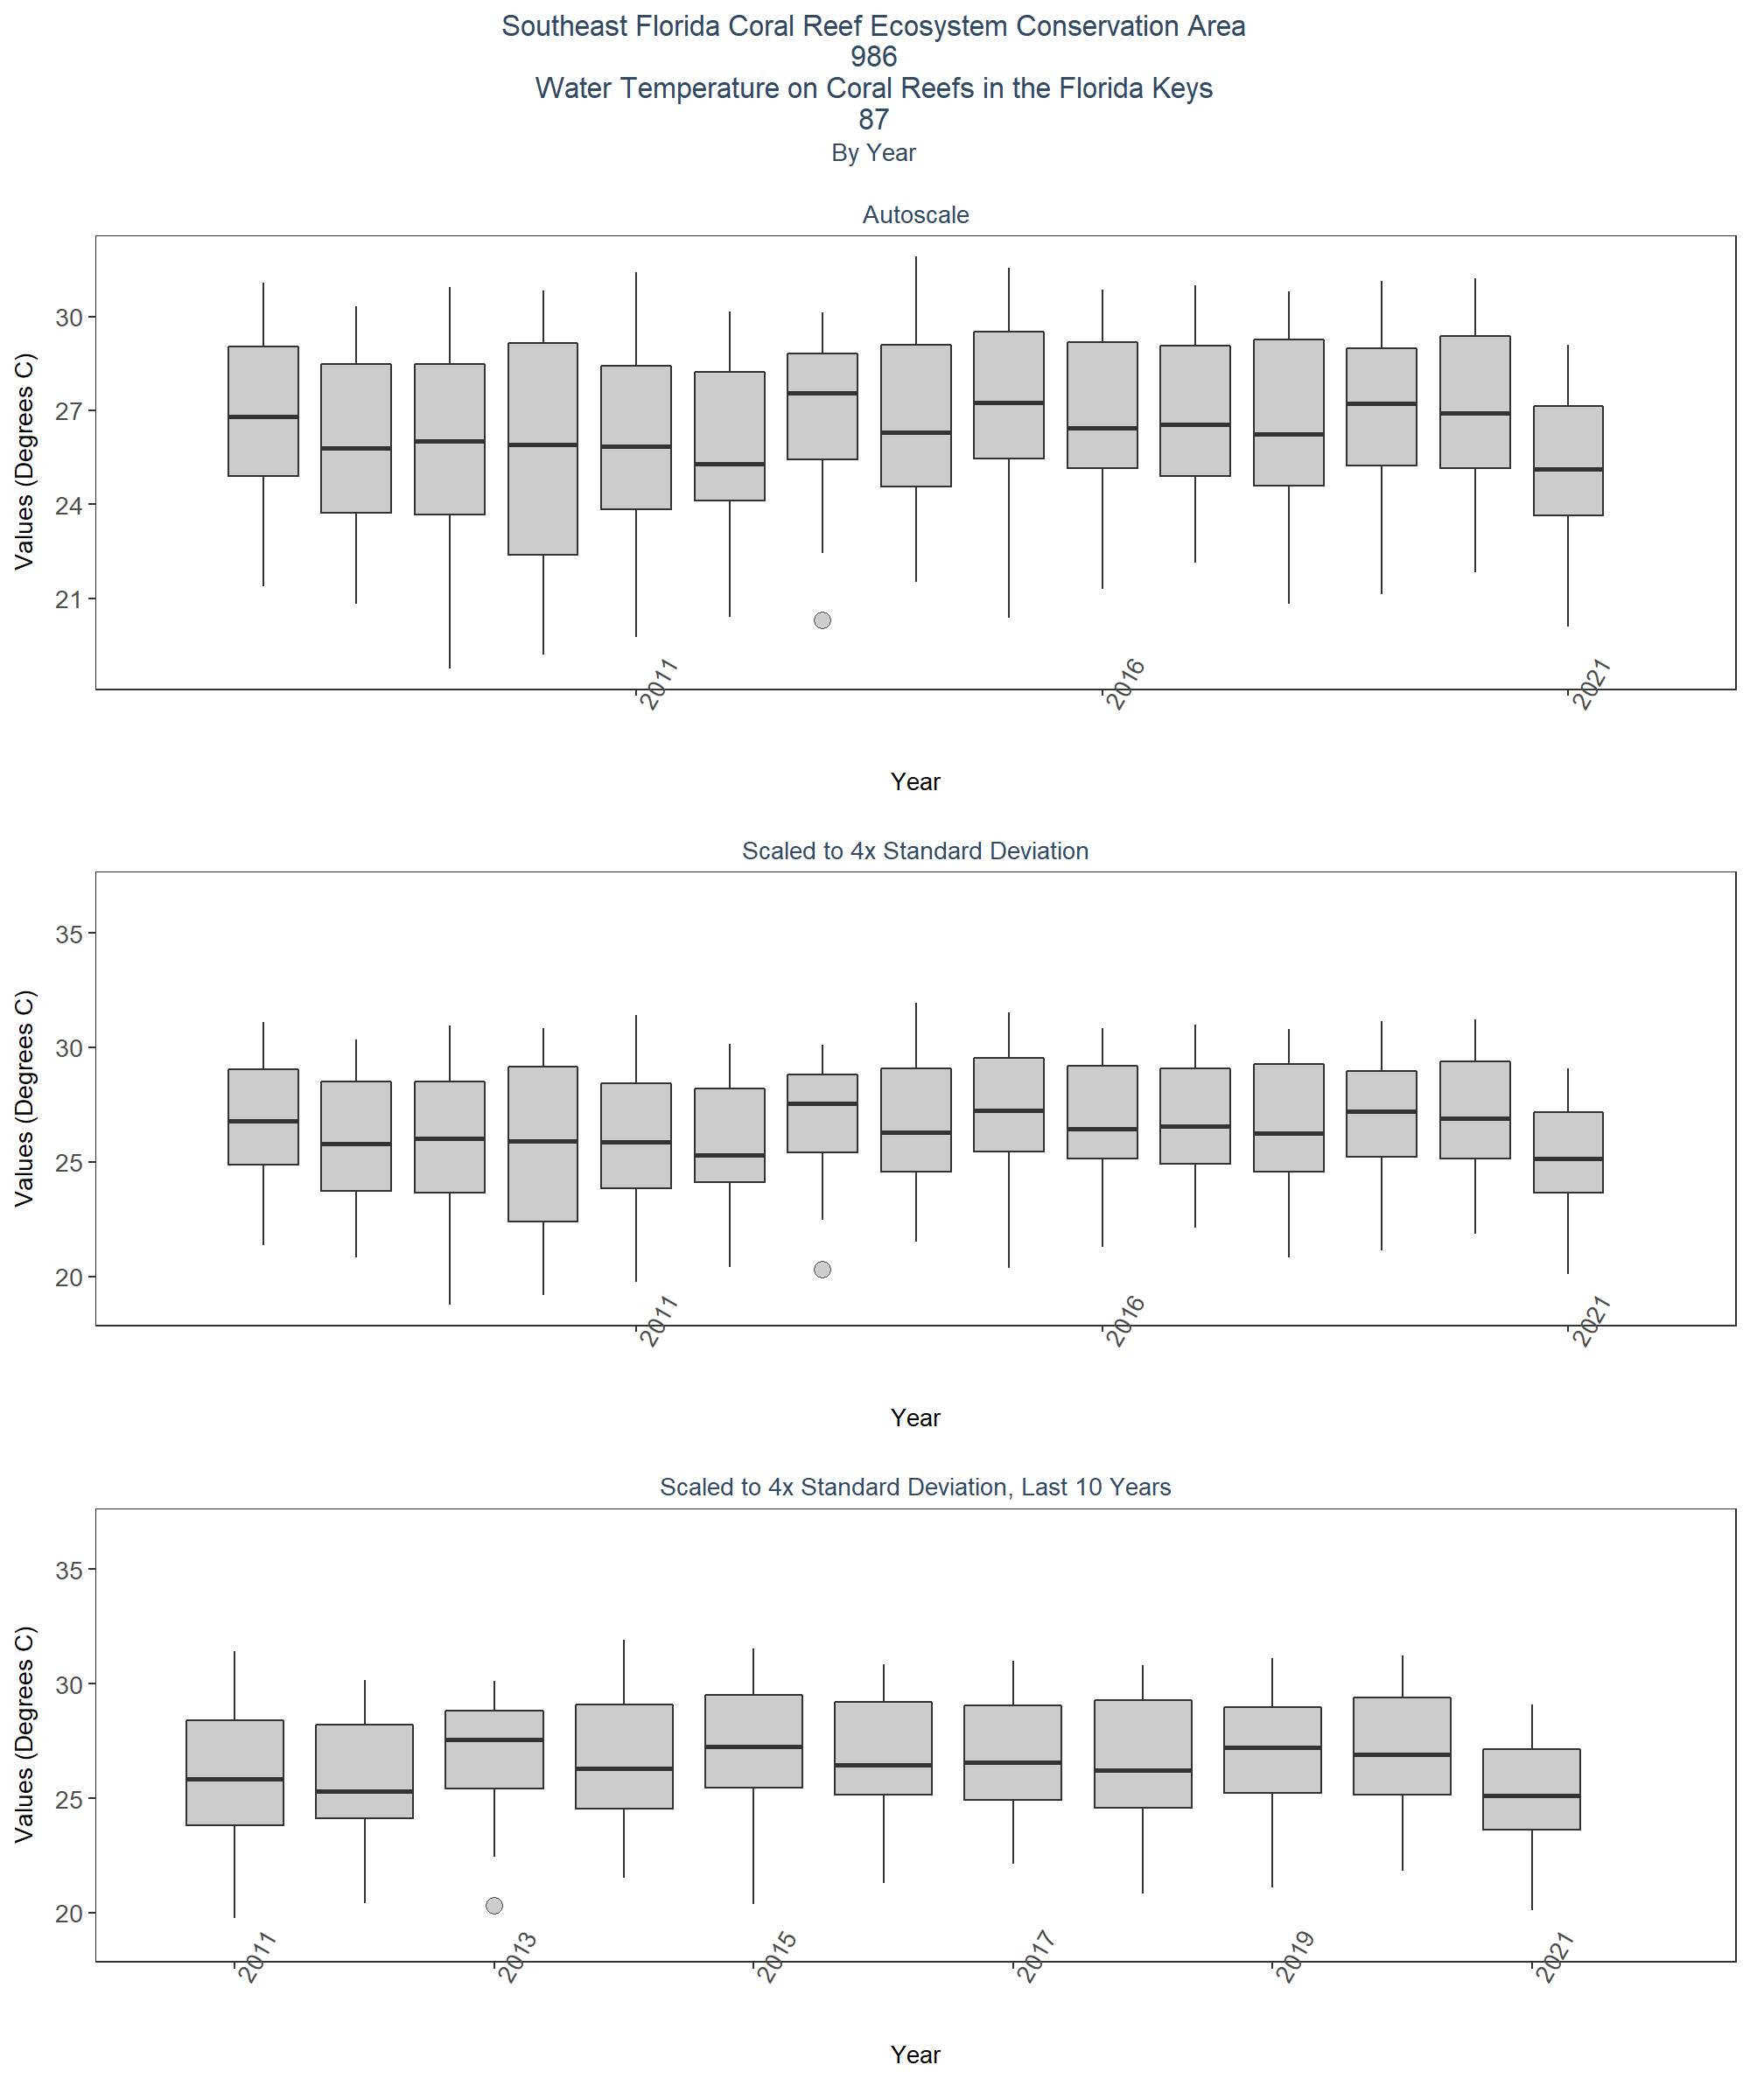 Southeast Florida Coral Reef Ecosystem Conservation Area
986
Water Temperature on Coral Reefs in the Florida Keys
87
By Year
Autoscale
Values (Degrees C)
30
27
24
21
2011
2016
2021
Year
Scaled to 4x Standard Deviation
Values (Degrees C)
35
30
25
20
2011
2016
2021
Year
Scaled to 4x Standard Deviation, Last 10 Years
Values (Degrees C)
35
30
25
20
2011
2013
2015
2017
2019
2021
Year